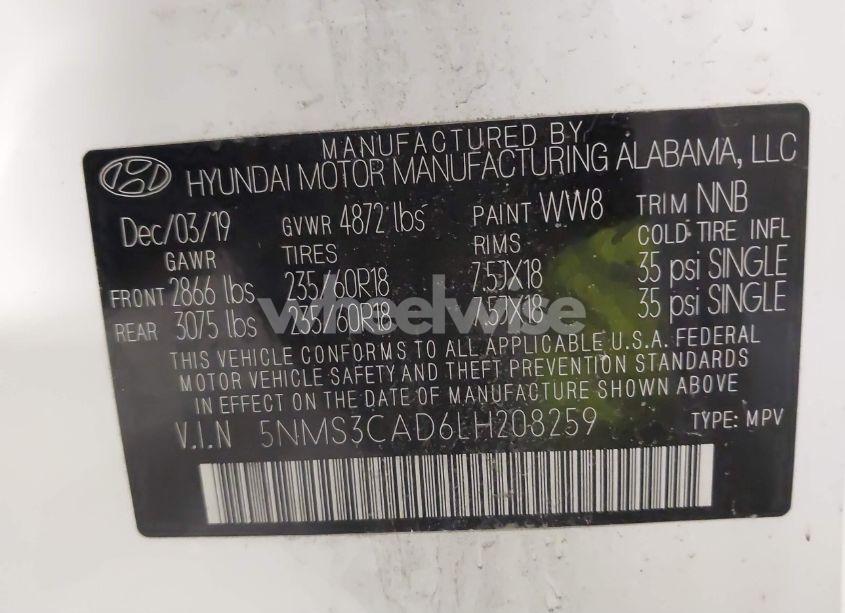 MANUFACTURED BY
HYUNDAI MOTOR MANUFACTURING ALABAMA, LLC
Dec/03/19 GVWR 4872 lbs PAINT WW8 TRIM NNB
GAWR TIRES RIMS COLD TIRE INFL
FRONT 2866 lbs 235/60R18 7.5JX18 35 psi SINGLE
REAR 3075 lbs 235/60R18 7.5JX18 35 psi SINGLE
wheelwise
THIS VEHICLE CONFORMS TO ALL APPLICABLE U.S.A. FEDERAL
MOTOR VEHICLE SAFETY AND THEFT PREVENTION STANDARDS
IN EFFECT ON THE DATE OF MANUFACTURE SHOWN ABOVE
V.I.N 5NMS3CAD6LH208259 TYPE: MPV